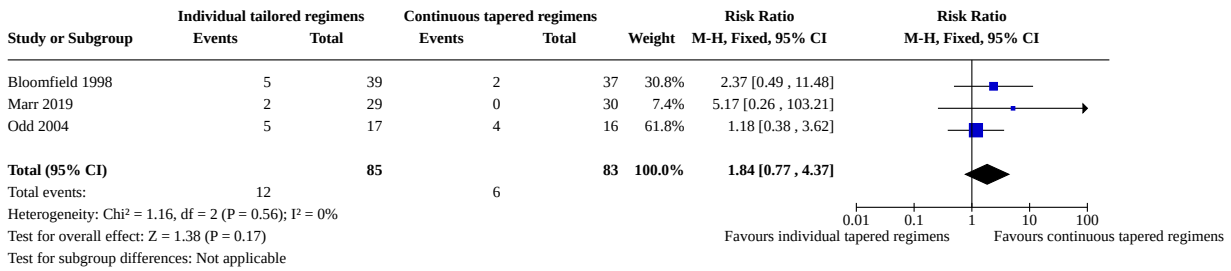 Individual tailored regimens Continuous tapered regimens Risk Ratio Risk Ratio
Study or Subgroup Events Total Events Total Weight M-H, Fixed, 95% CI M-H, Fixed, 95% CI
Bloomfield 1998 5 39 2 37 30.8% 2.37 [0.49 , 11.48]
Marr 2019 2 29 0 30 7.4% 5.17 [0.26 , 103.21]
Odd 2004 5 17 4 16 61.8% 1.18 [0.38 , 3.62]
Total (95% CI) 85 83 100.0% 1.84 [0.77 , 4.37]
Total events: 12 6
Heterogeneity: Chi² = 1.16, df = 2 (P = 0.56); I² = 0%
0.01 0.1 1 10 100
Test for overall effect: Z = 1.38 (P = 0.17)
Favours individual tapered regimens Favours continuous tapered regimens
Test for subgroup differences: Not applicable